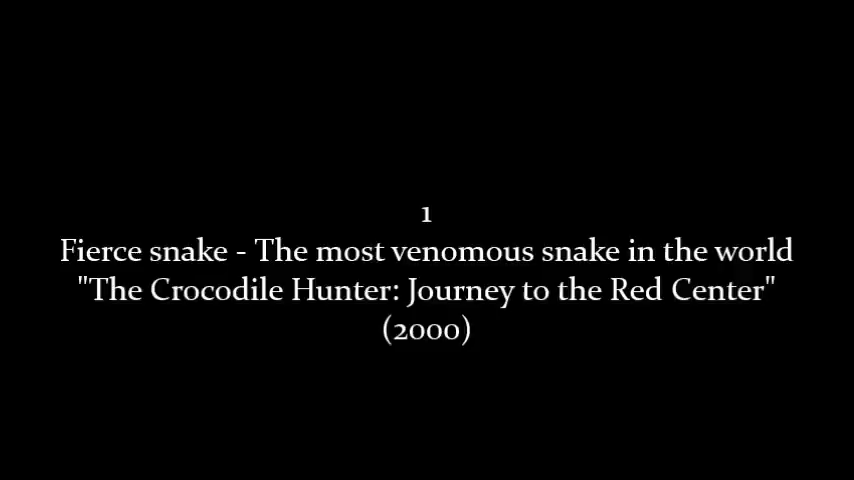 1
Fierce snake - The most venomous snake in the world
"The Crocodile Hunter: Journey to the Red Center"
(2000)